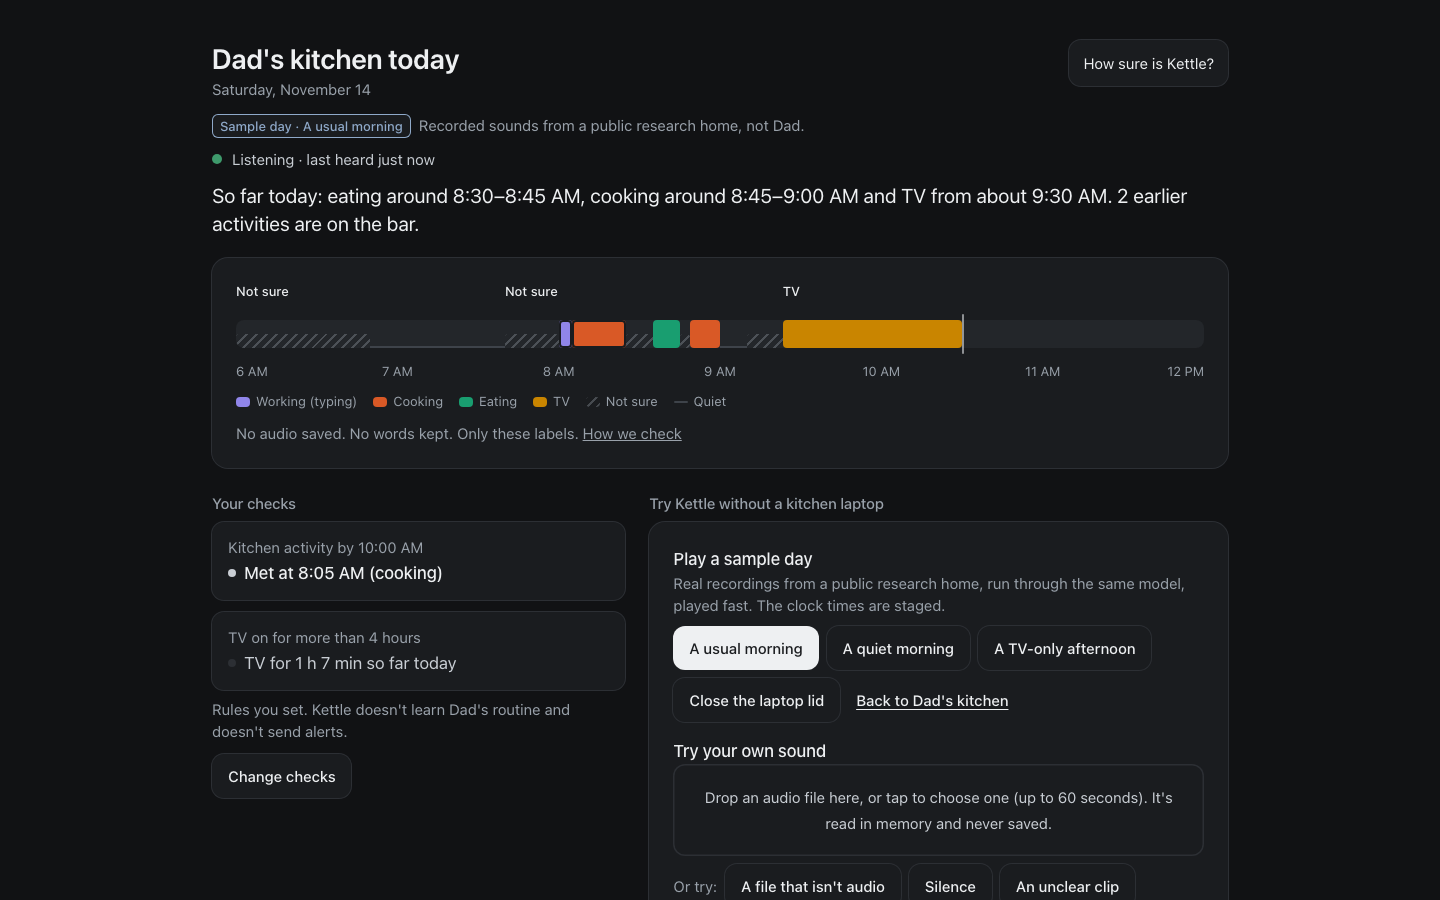 Dad's kitchen today
How sure is Kettle?
Saturday, November 14
Sample day · A usual morning Recorded sounds from a public research home, not Dad.
Listening · last heard just now
So far today: eating around 8:30–8:45 AM, cooking around 8:45–9:00 AM and TV from about 9:30 AM. 2 earlier
activities are on the bar.
Not sure Not sure TV
6 AM 7 AM 8 AM 9 AM 10 AM 11 AM 12 PM
Working (typing) Cooking Eating TV Not sure Quiet
No audio saved. No words kept. Only these labels. How we check
Your checks
Kitchen activity by 10:00 AM
Met at 8:05 AM (cooking)
TV on for more than 4 hours
TV for 1 h 7 min so far today
Rules you set. Kettle doesn't learn Dad's routine and
doesn't send alerts.
Change checks
Try Kettle without a kitchen laptop
Play a sample day
Real recordings from a public research home, run through the same model,
played fast. The clock times are staged.
A usual morning A quiet morning A TV-only afternoon
Close the laptop lid Back to Dad's kitchen
Try your own sound
Drop an audio file here, or tap to choose one (up to 60 seconds). It's
read in memory and never saved.
Or try: A file that isn't audio Silence An unclear clip